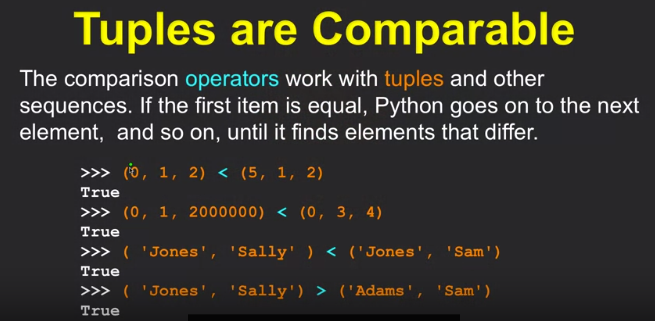 Tuples are Comparable
The comparison operators work with tuples and other
sequences. If the first item is equal, Python goes on to the next
element, and so on, until it finds elements that differ.
>>> (0, 1, 2) < (5, 1, 2)
True
>>> (0, 1, 2000000) < (0, 3, 4)
True
>>> ( 'Jones', 'Sally' ) < ('Jones', 'Sam')
True
>>> ( 'Jones', 'Sally') > ('Adams', 'Sam')
True